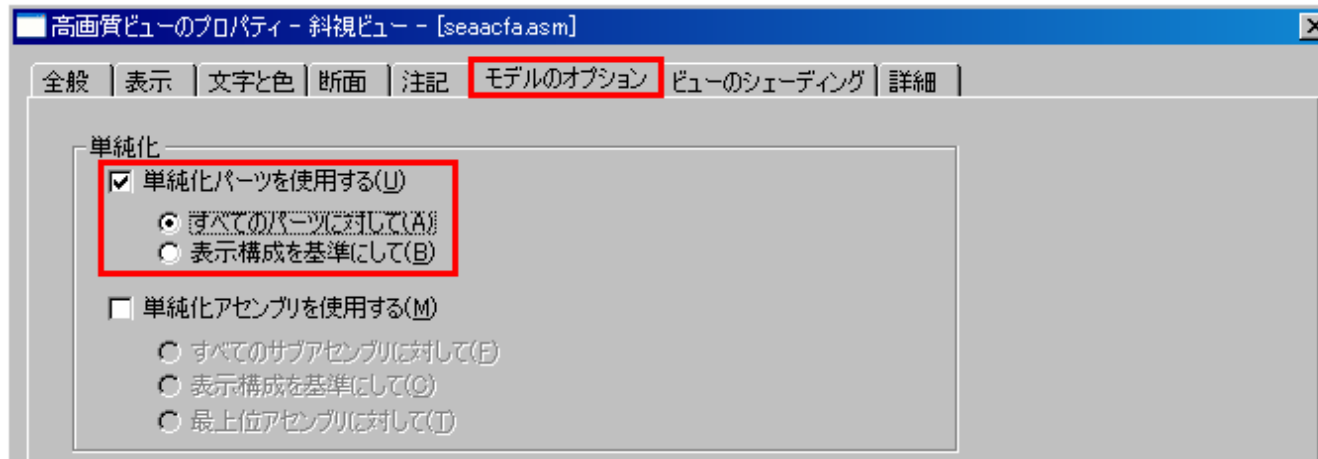 高画質ビューのプロパティ - 斜視ビュー - [seaacfa.asm]
全般 表示 文字と色 断面 注記 モデルのオプション ビューのシェーディング 詳細
単純化
単純化パーツを使用する(U)
すべてのパーツに対して(A)
表示構成を基準にして(B)
単純化アセンブリを使用する(M)
すべてのサブアセンブリに対して(F)
表示構成を基準にして(O)
最上位アセンブリに対して(T)